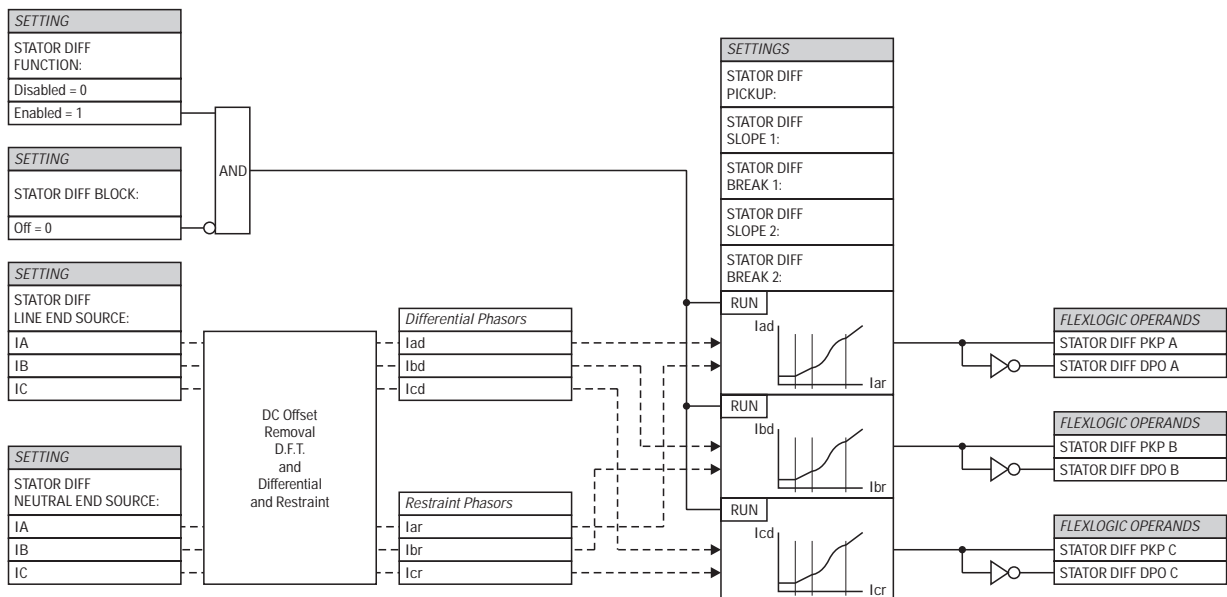 SETTING
STATOR DIFF
FUNCTION:
Disabled = 0
Enabled = 1
SETTING
STATOR DIFF BLOCK:
Off = 0
AND
SETTING
STATOR DIFF
LINE END SOURCE:
IA
IB
IC
SETTING
STATOR DIFF
NEUTRAL END SOURCE:
IA
IB
IC
DC Offset
Removal
D.F.T.
and
Differential
and Restraint
Differential Phasors
Iad
Ibd
Icd
Restraint Phasors
Iar
Ibr
Icr
SETTINGS
STATOR DIFF
PICKUP:
STATOR DIFF
SLOPE 1:
STATOR DIFF
BREAK 1:
STATOR DIFF
SLOPE 2:
STATOR DIFF
BREAK 2:
RUN
Iad
Iar
RUN
Ibd
Ibr
RUN
Icd
Icr
FLEXLOGIC OPERANDS
STATOR DIFF PKP A
STATOR DIFF DPO A
FLEXLOGIC OPERANDS
STATOR DIFF PKP B
STATOR DIFF DPO B
FLEXLOGIC OPERANDS
STATOR DIFF PKP C
STATOR DIFF DPO C